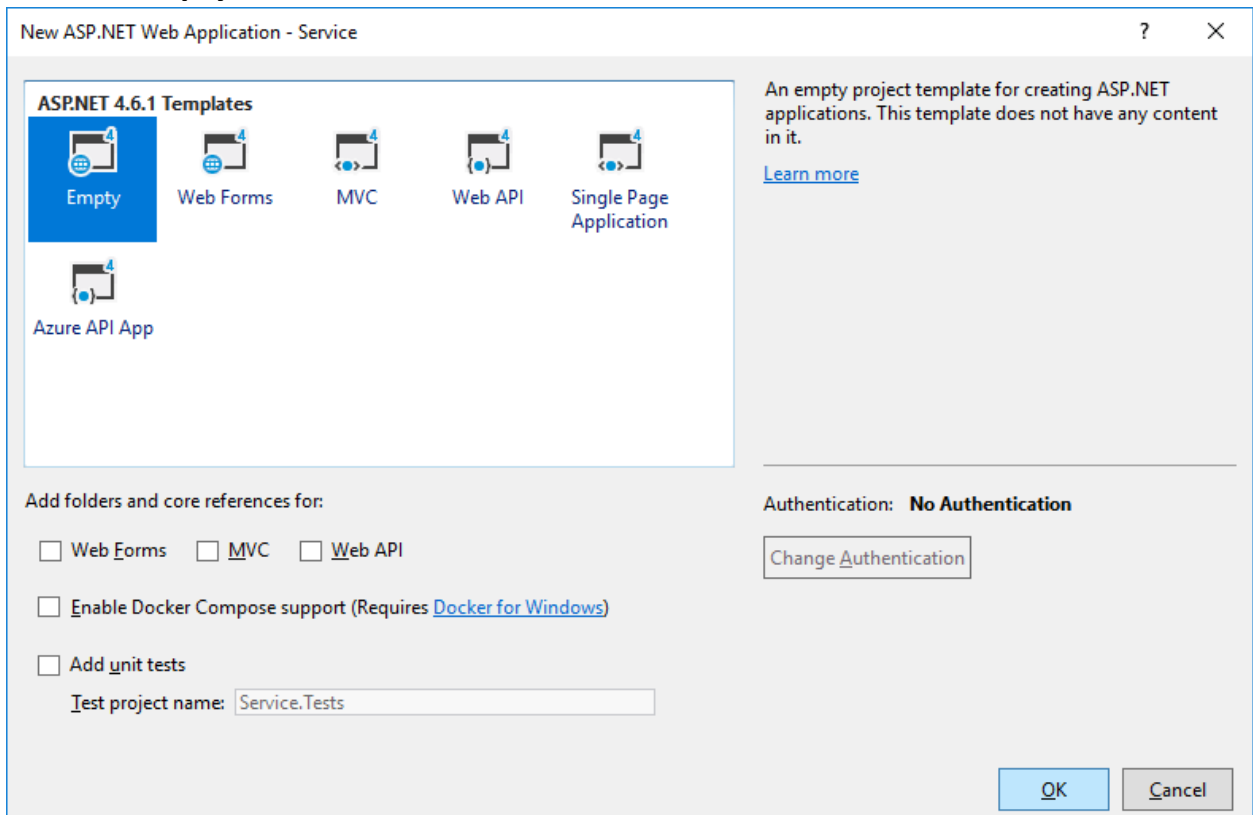 New ASP.NET Web Application - Service
? X
ASP.NET 4.6.1 Templates
4 4 4 4 4
Empty Web Forms MVC Web API Single Page
Application
4
Azure API App
An empty project template for creating ASP.NET
applications. This template does not have any content
in it.
Learn more
Add folders and core references for:
Web Forms MVC Web API
Enable Docker Compose support (Requires Docker for Windows)
Add unit tests
Test project name: Service.Tests
Authentication: No Authentication
Change Authentication
OK Cancel